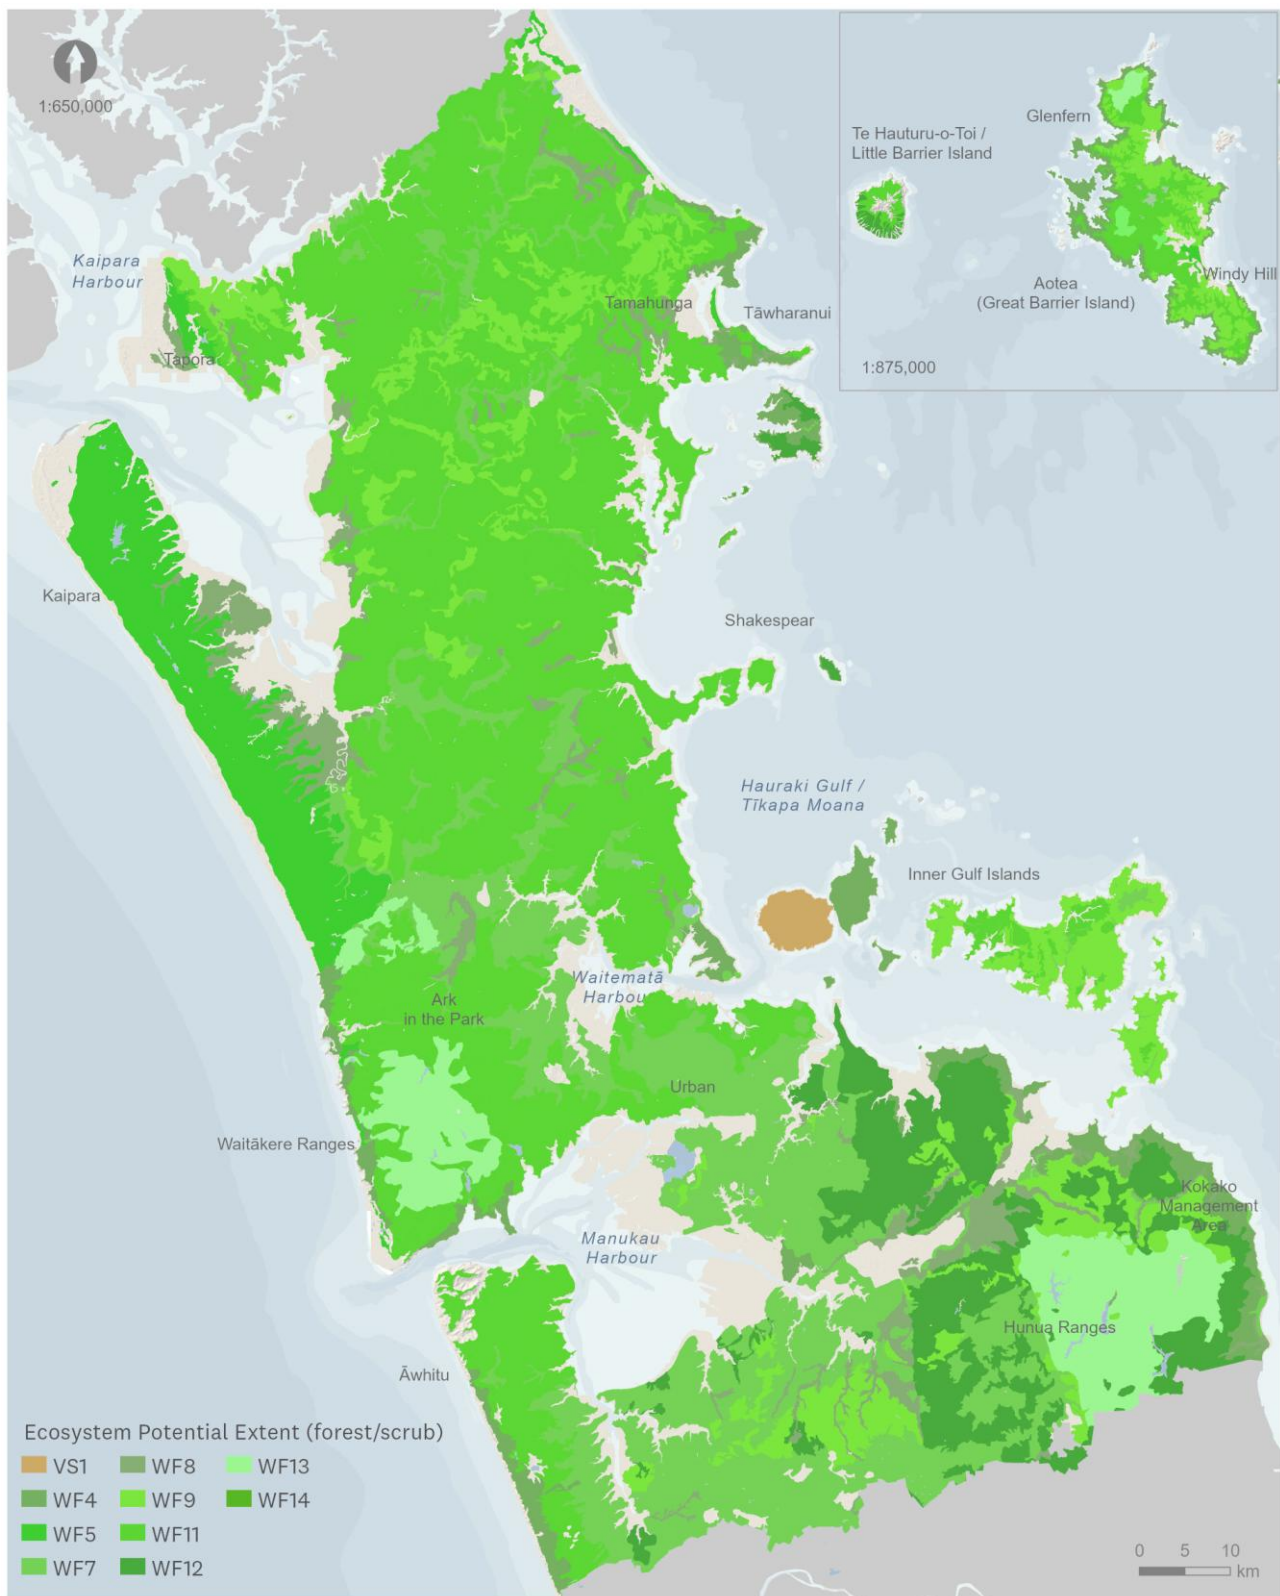 1:650,000
Te Hauturu-o-Toi /
Little Barrier Island
Glenfern
Windy Hill
Aotea
(Great Barrier Island)
1:875,000
Kaipara
Harbour
Tapora
Tamahunga
Tāwharanui
Kaipara
Shakespear
Hauraki Gulf /
Tīkapa Moana
Inner Gulf Islands
Waitematā
Harbou
Ark
in the Park
Urban
Waitākere Ranges
Kokako
Management
Area
Manukau
Harbour
Hunua Ranges
Āwhitu
Ecosystem Potential Extent (forest/scrub)
VS1 WF8 WF13
WF4 WF9 WF14
WF5 WF11
WF7 WF12
0 5 10
km